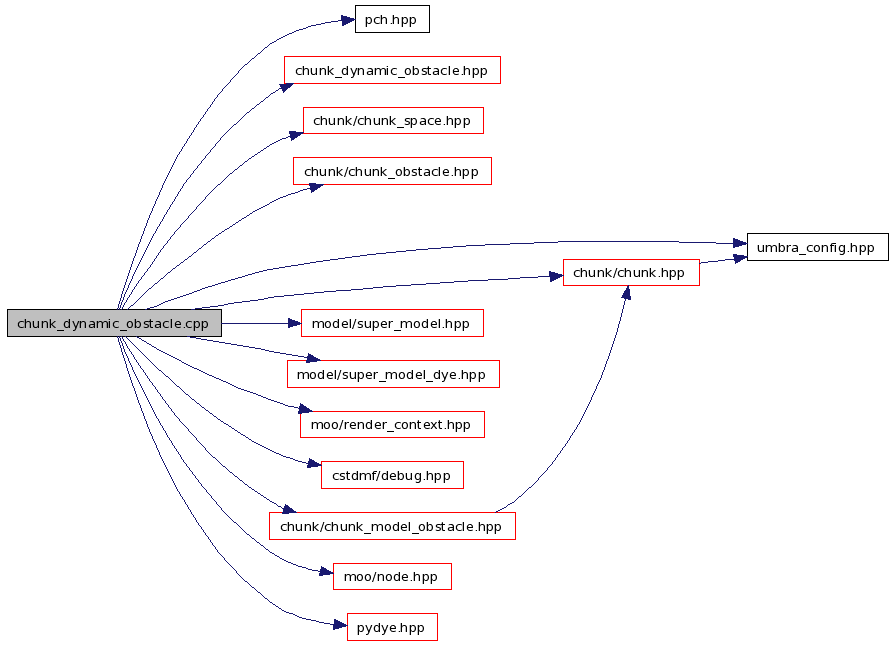 pch.hpp
chunk_dynamic_obstacle.hpp
chunk/chunk_space.hpp
chunk/chunk_obstacle.hpp
umbra_config.hpp
chunk/chunk.hpp
chunk_dynamic_obstacle.cpp
model/super_model.hpp
model/super_model_dye.hpp
moo/render_context.hpp
cstdmf/debug.hpp
chunk/chunk_model_obstacle.hpp
moo/node.hpp
pydye.hpp